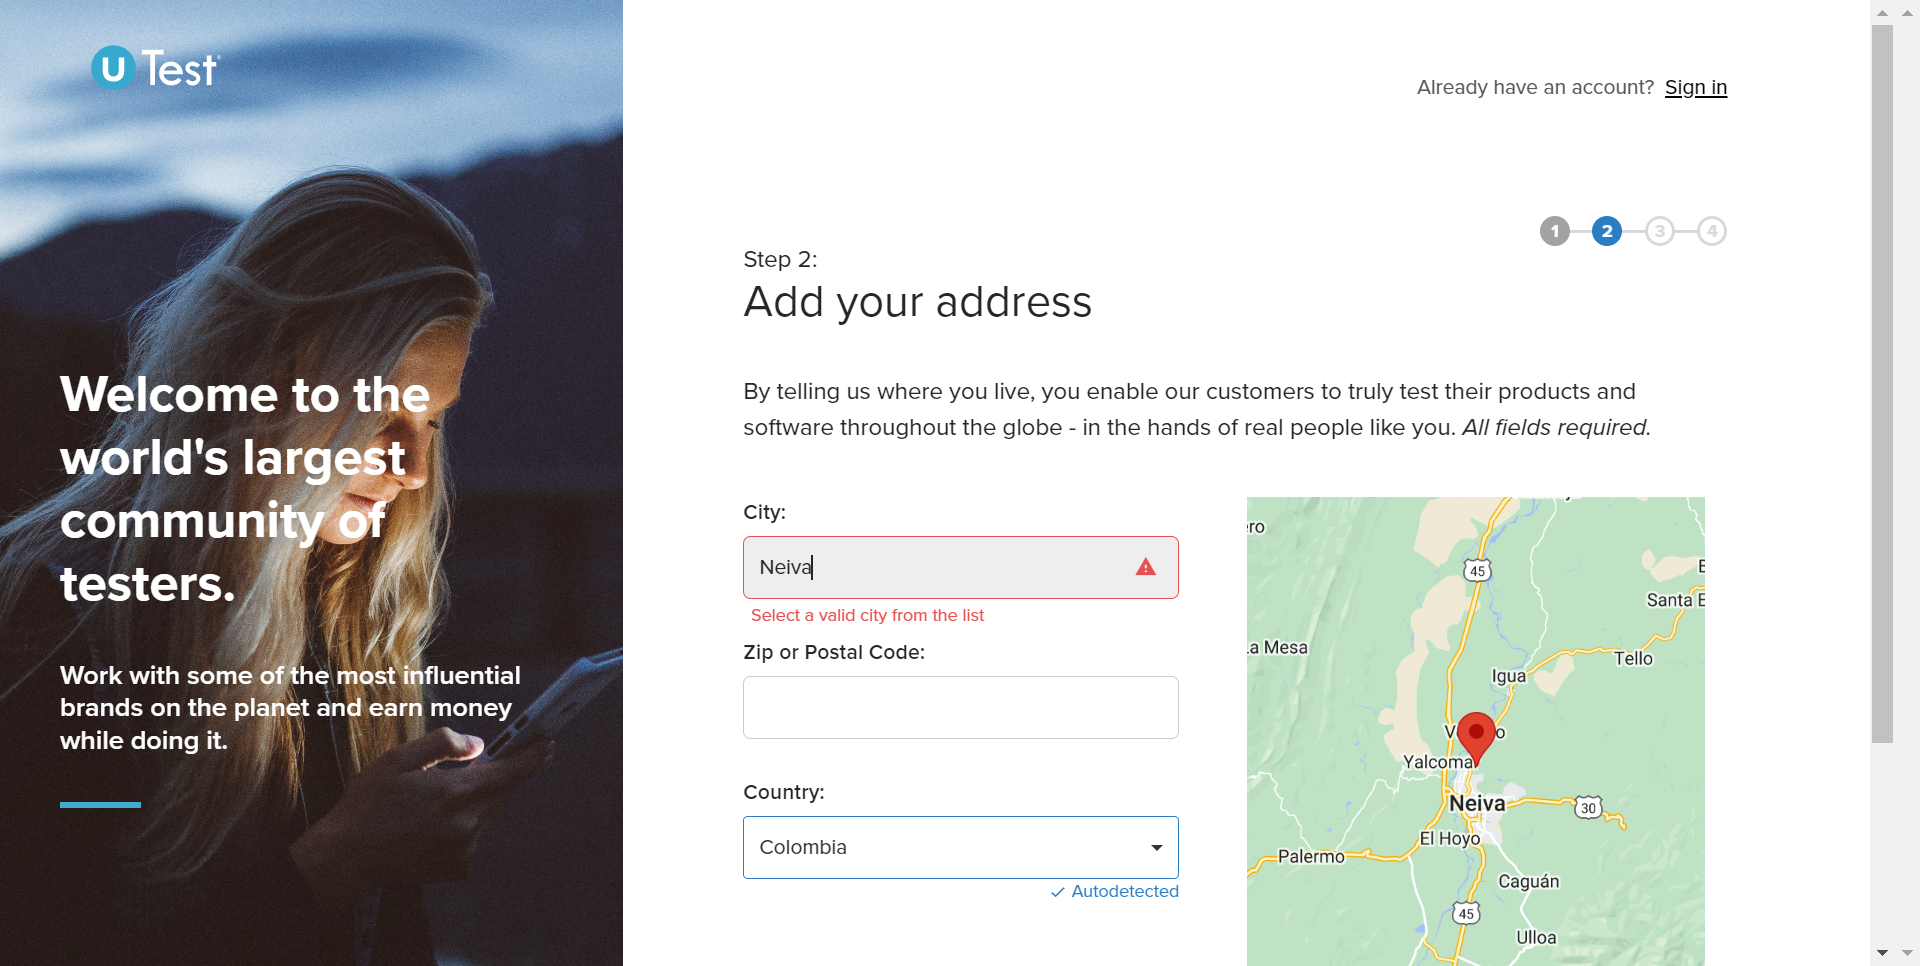 U Test
Welcome to the
world's largest
community of
testers.
Work with some of the most influential
brands on the planet and earn money
while doing it.
Already have an account? Sign in
1 2 3 4
Step 2:
Add your address
By telling us where you live, you enable our customers to truly test their products and
software throughout the globe - in the hands of real people like you. All fields required.
City:
Neiva
Select a valid city from the list
Zip or Postal Code:
Country:
Colombia
Autodetected
45
Santa
La Mesa
Tello
Igua
Yalcoma
Neiva
30
El Hoyo
Palermo
Caguán
45
Ulloa